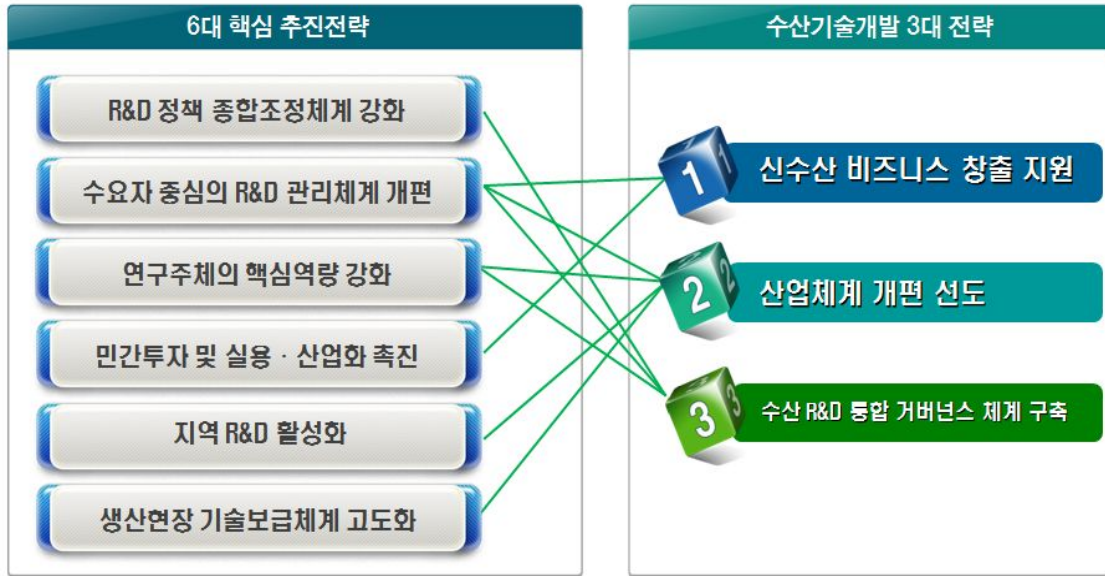 6대 핵심 추진전략
R&D 정책 종합조정체계 강화
수요자 중심의 R&D 관리체계 개편
연구주체의 핵심역량 강화
민간투자 및 실용 · 산업화 촉진
지역 R&D 활성화
생산현장 기술보급체계 고도화
수산기술개발 3대 전략
1 신수산 비즈니스 창출 지원
2 산업체계 개편 선도
3 수산 R&D 통합 거버넌스 체계 구축